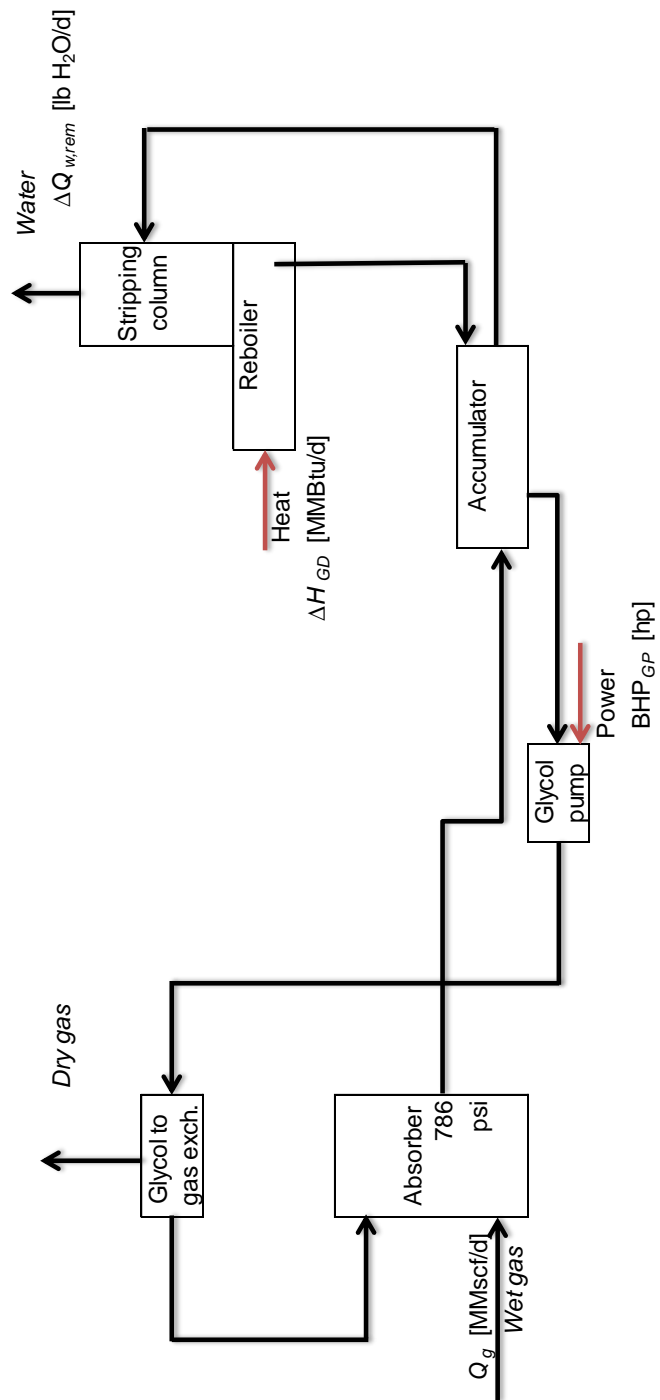 Water
ΔQ w,rem [lb H2O/d]
Stripping
column
Reboiler
Heat
ΔH GD [MMBtu/d]
Accumulator
Dry gas
Glycol to
gas exch.
Glycol
pump
Power
BHPGP [hp]
Absorber
786
psi
Q g [MMscf/d]
Wet gas